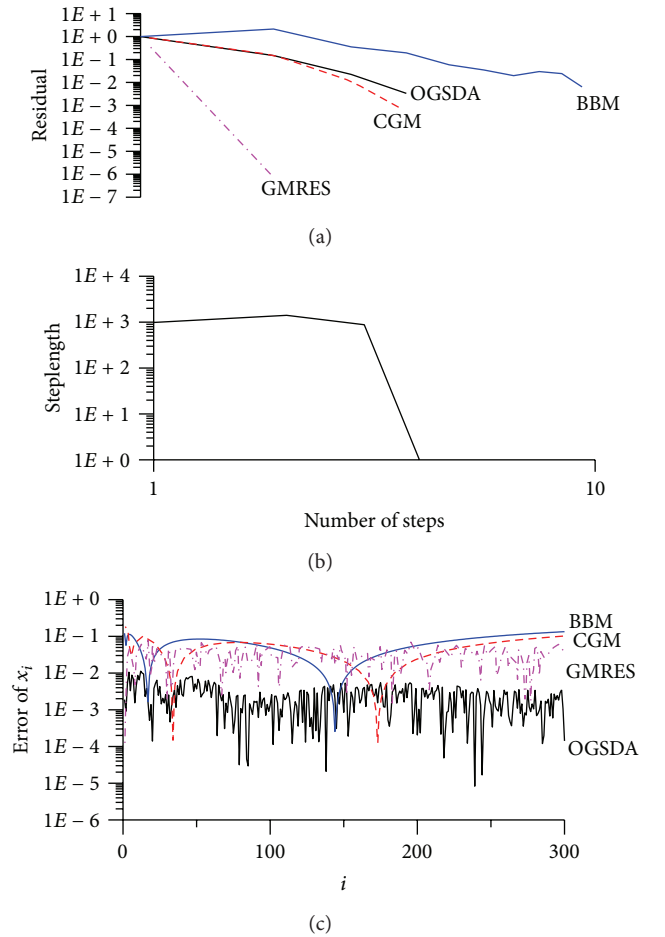 1E + 1
1E + 0
1E − 1
1E − 2
1E − 3
1E − 4
1E − 5
1E − 6
1E − 7
Residual
OGSDA
CGM
BBM
GMRES
(a)
1E + 4
1E + 3
1E + 2
1E + 1
1E + 0
Steplength
1 10
Number of steps
(b)
1E + 0
1E − 1
1E − 2
1E − 3
1E − 4
1E − 5
1E − 6
Error of xᵢ
BBM
CGM
GMRES
OGSDA
0 100 200 300
i
(c)